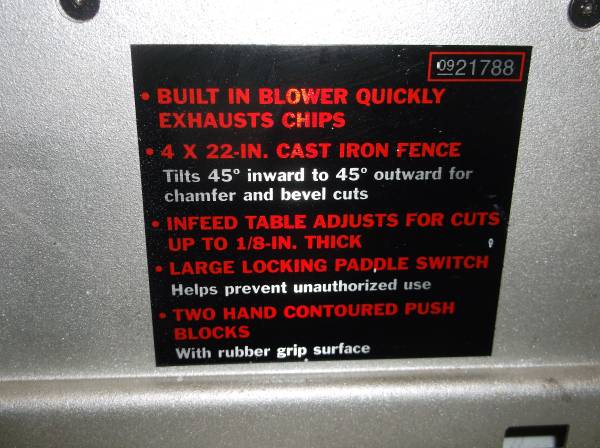 0921788
• BUILT IN BLOWER QUICKLY
EXHAUSTS CHIPS
• 4 X 22-IN. CAST IRON FENCE
Tilts 45° inward to 45° outward for
chamfer and bevel cuts
• INFEED TABLE ADJUSTS FOR CUTS
UP TO 1/8-IN. THICK
• LARGE LOCKING PADDLE SWITCH
Helps prevent unauthorized use
• TWO HAND CONTOURED PUSH
BLOCKS
With rubber grip surface